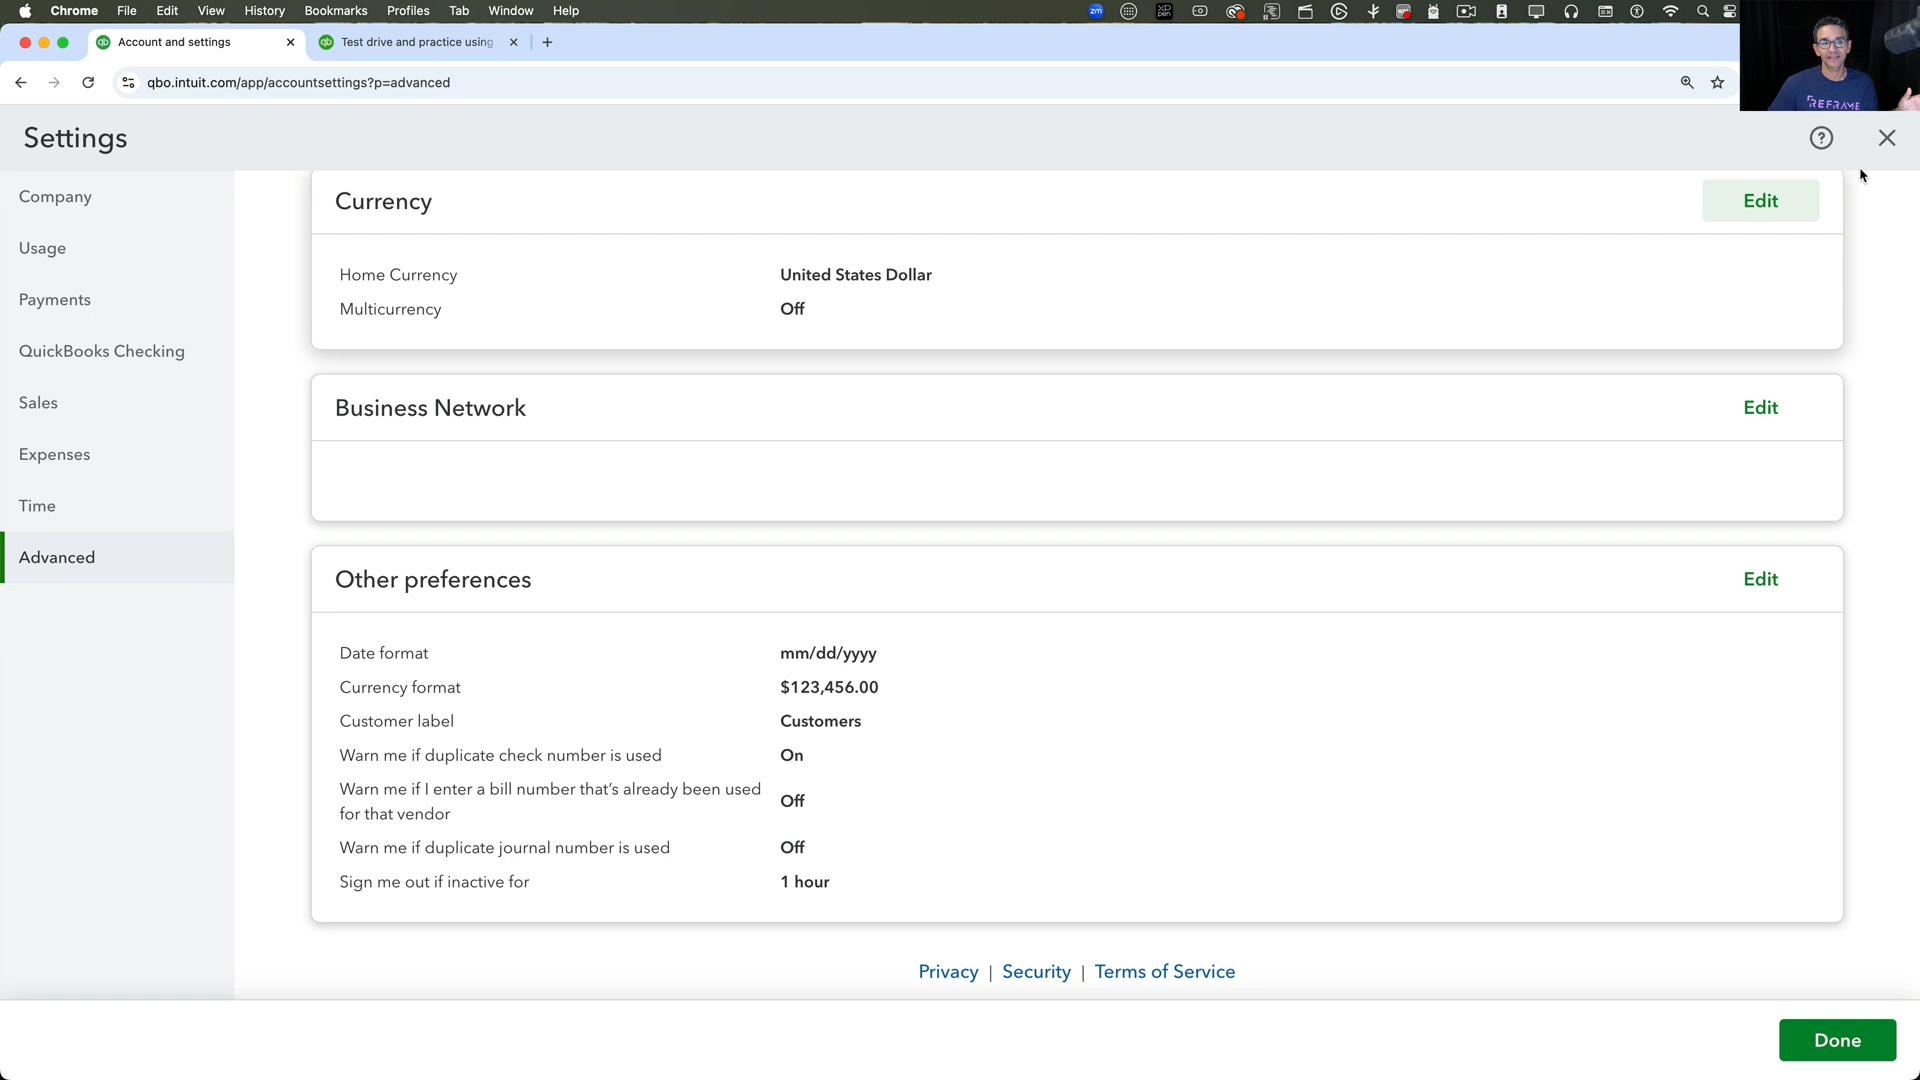 Chrome File Edit View History Bookmarks Profiles Tab Window Help
zm XP pen
Account and settings
Test drive and practice using
qbo.intuit.com/app/accountsettings?p=advanced
REFRAME
Settings
Company
Usage
Payments
QuickBooks Checking
Sales
Expenses
Time
Advanced
Currency Edit
Home Currency United States Dollar
Multicurrency Off
Business Network Edit
Other preferences Edit
Date format mm/dd/yyyy
Currency format $123,456.00
Customer label Customers
Warn me if duplicate check number is used On
Warn me if I enter a bill number that's already been used
for that vendor Off
Warn me if duplicate journal number is used Off
Sign me out if inactive for 1 hour
Privacy | Security | Terms of Service
Done